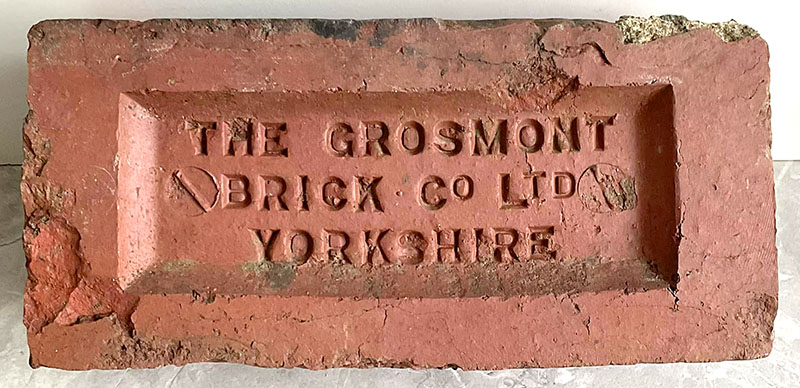 THE GROSMONT
BRICK · Co LTD
YORKSHIRE